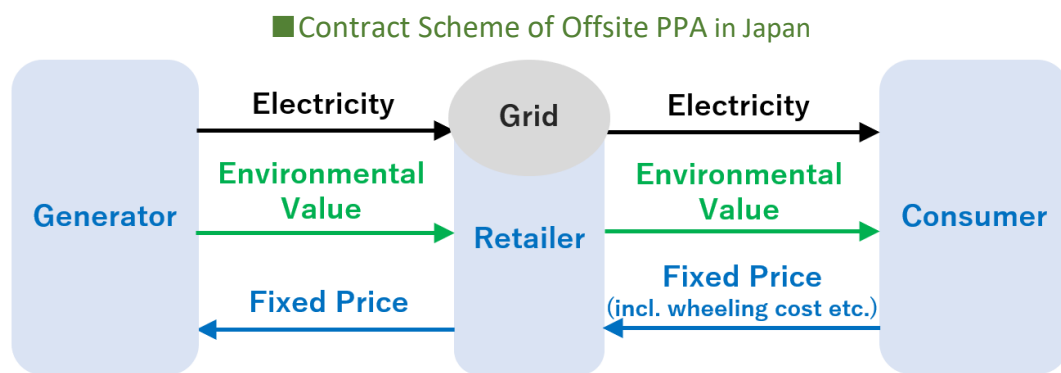 ■Contract Scheme of Offsite PPA in Japan
Electricity
Grid
Electricity
Environmental
Value
Environmental
Value
Generator
Retailer
Consumer
Fixed Price
Fixed Price
(incl. wheeling cost etc.)